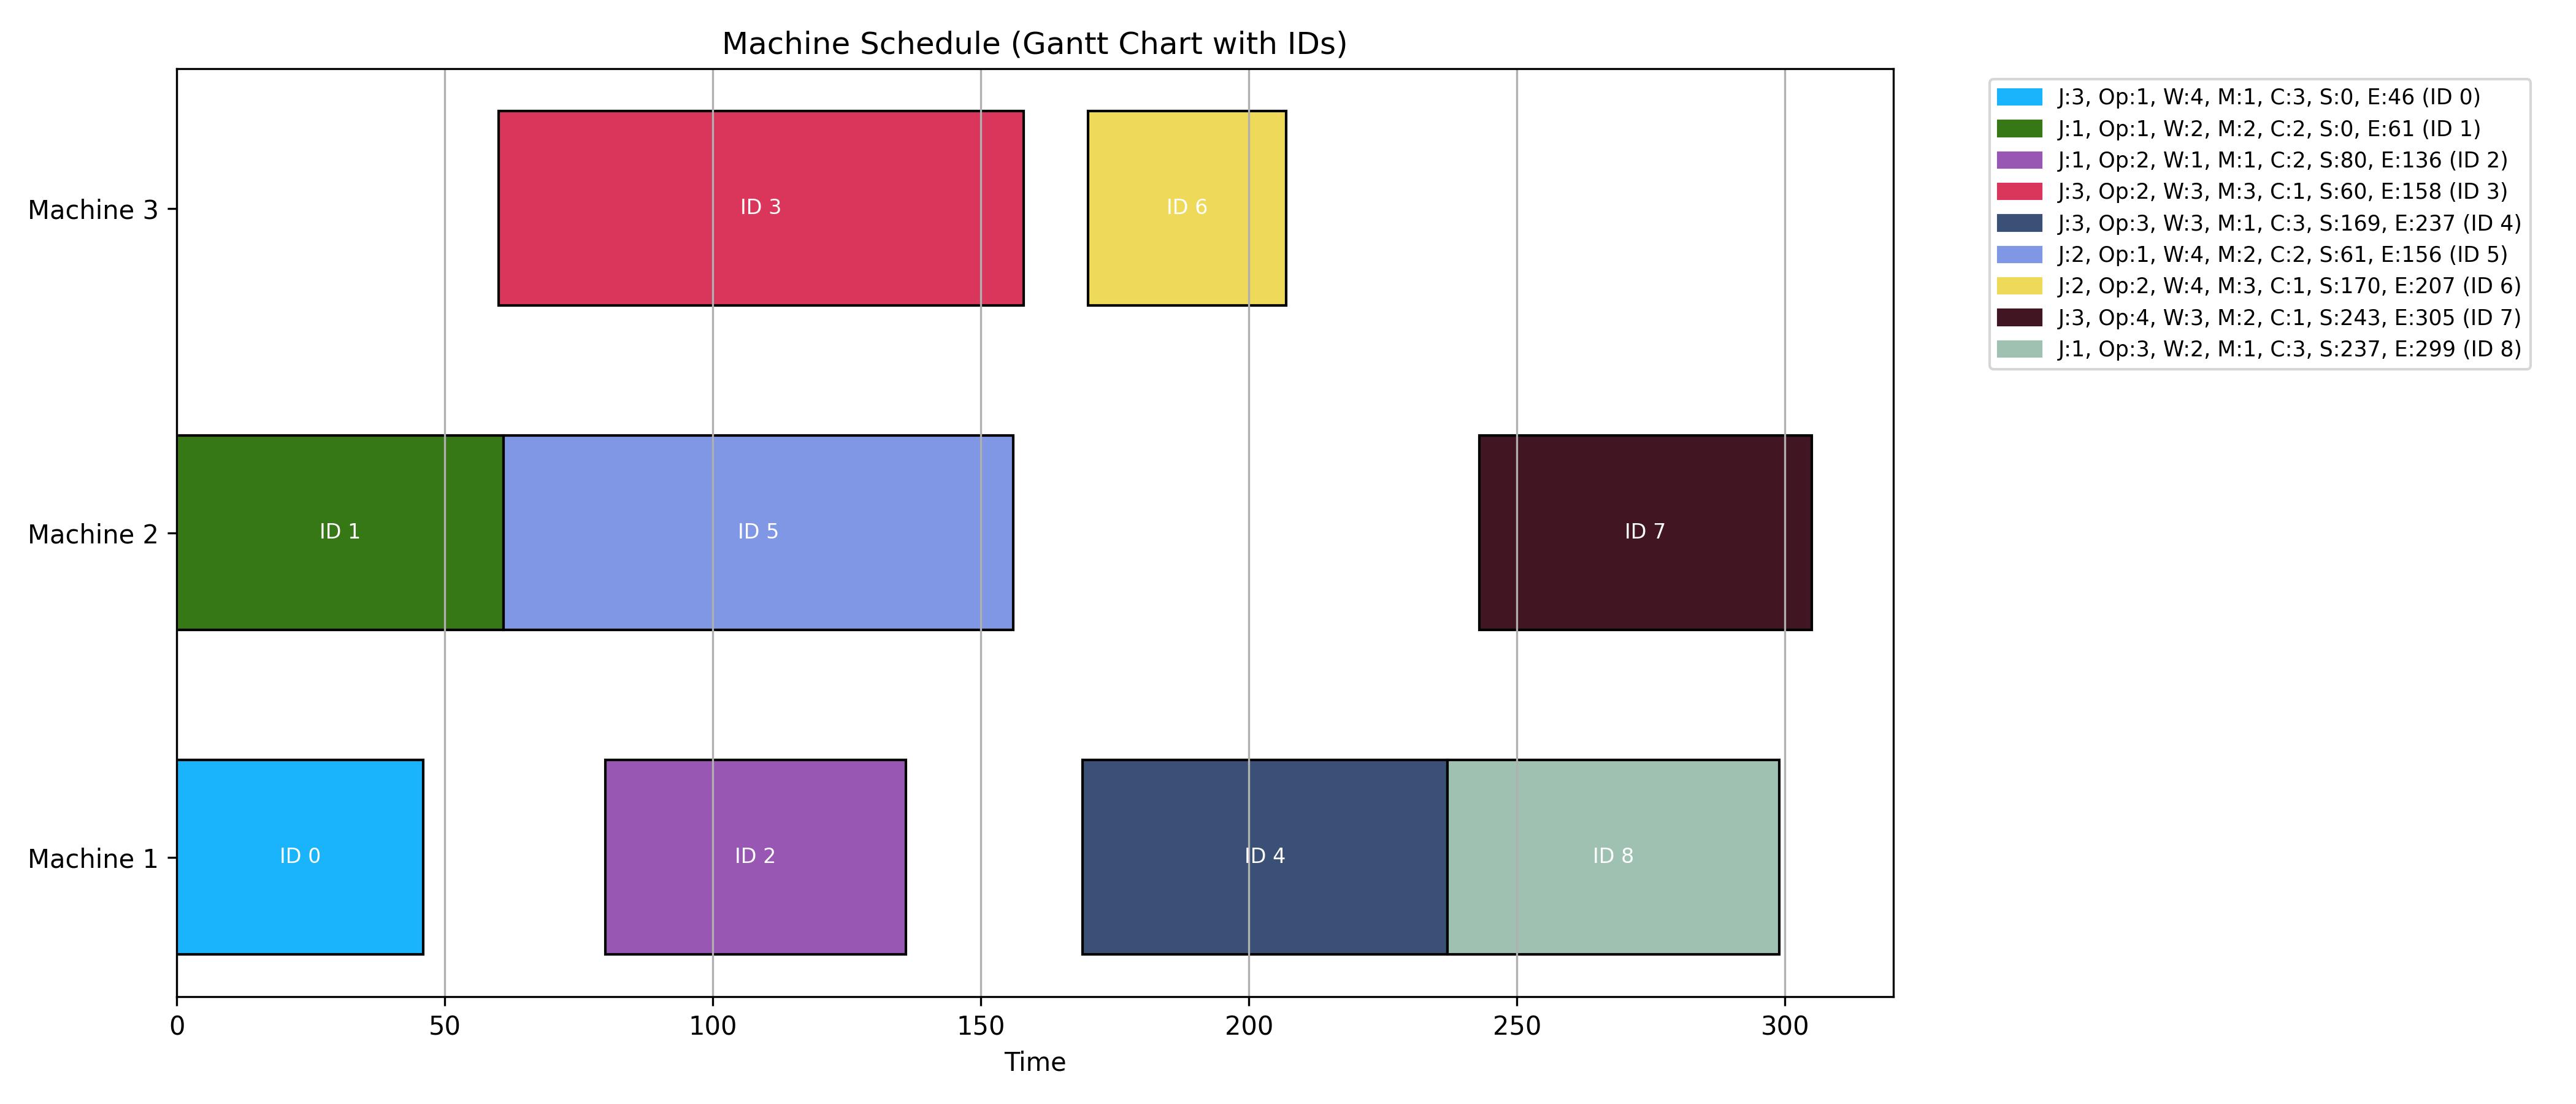 Machine Schedule (Gantt Chart with IDs)
J:3, Op:1, W:4, M:1, C:3, S:0, E:46 (ID 0)
J:1, Op:1, W:2, M:2, C:2, S:0, E:61 (ID 1)
J:1, Op:2, W:1, M:1, C:2, S:80, E:136 (ID 2)
J:3, Op:2, W:3, M:3, C:1, S:60, E:158 (ID 3)
J:3, Op:3, W:3, M:1, C:3, S:169, E:237 (ID 4)
J:2, Op:1, W:4, M:2, C:2, S:61, E:156 (ID 5)
J:2, Op:2, W:4, M:3, C:1, S:170, E:207 (ID 6)
J:3, Op:4, W:3, M:2, C:1, S:243, E:305 (ID 7)
J:1, Op:3, W:2, M:1, C:3, S:237, E:299 (ID 8)
Machine 3
ID 3
ID 6
Machine 2
ID 1
ID 5
ID 7
Machine 1
ID 0
ID 2
ID 4
ID 8
0 50 100 150 200 250 300
Time